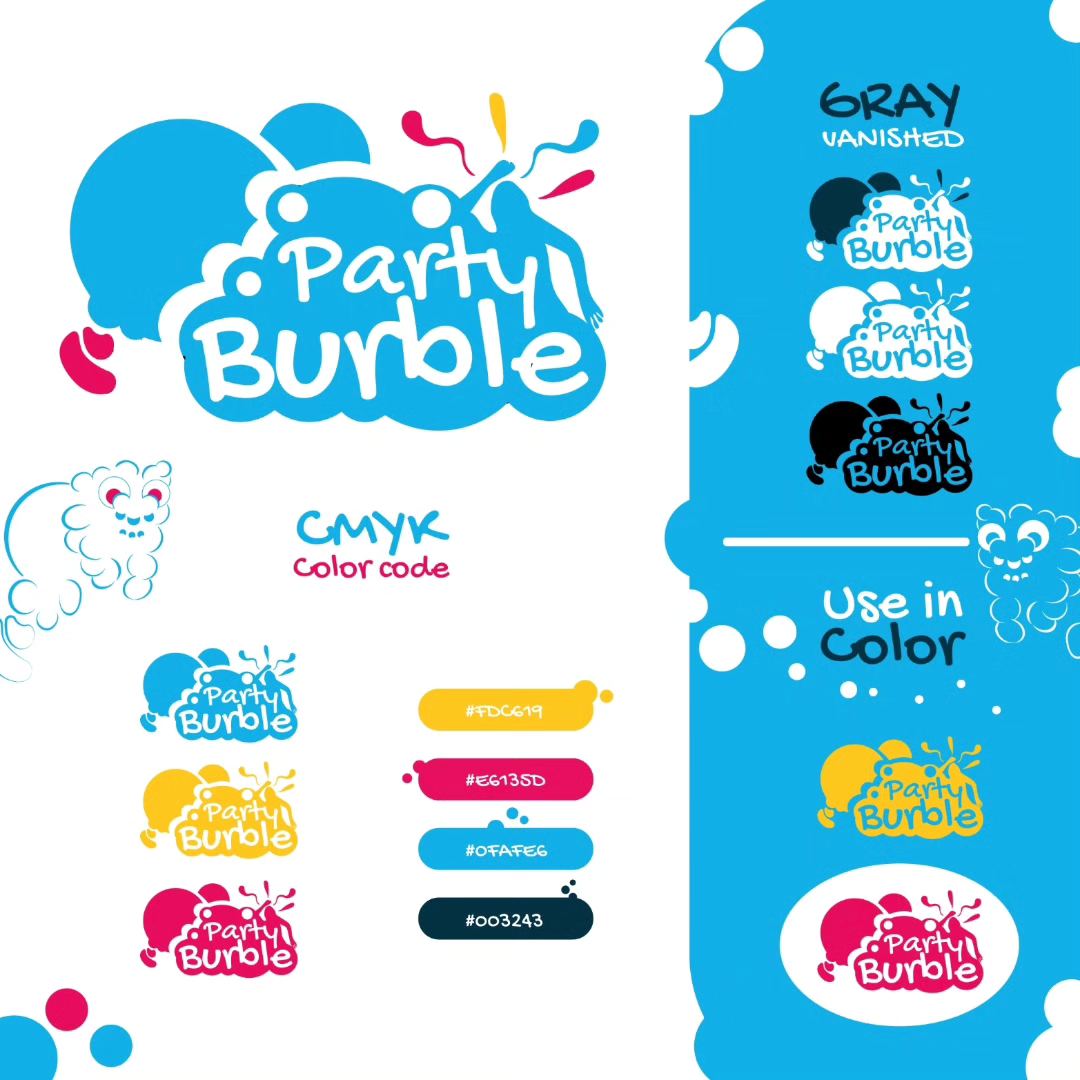 Party
Burble
CMYK
Color code
Party
Burble
Party
Burble
Party
Burble
#FDC619
#E6135D
#0FAFE6
#003243
GRAY
VANISHED
Party
Burble
Party
Burble
Party
Burble
Use in
Color
Party
Burble
Party
Burble